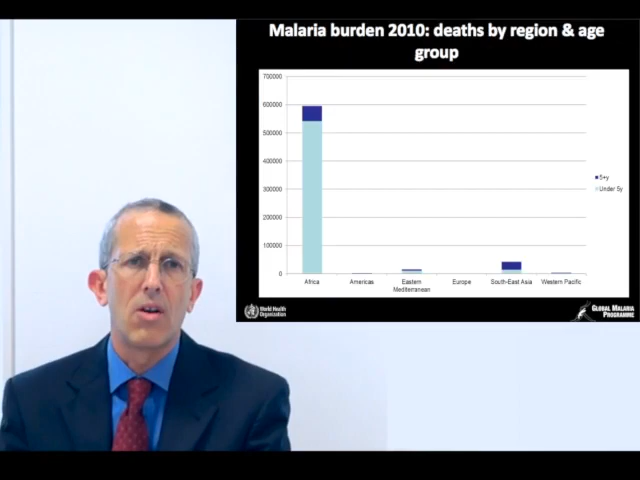 Malaria burden 2010: deaths by region & age
group
700000
600000
500000
400000
300000
200000
100000
0
5+y
Under 5y
Africa
Americas
Eastern
Mediterranean
Europe
South-East Asia
Western Pacific
World Health
Organization
GLOBAL MALARIA
PROGRAMME